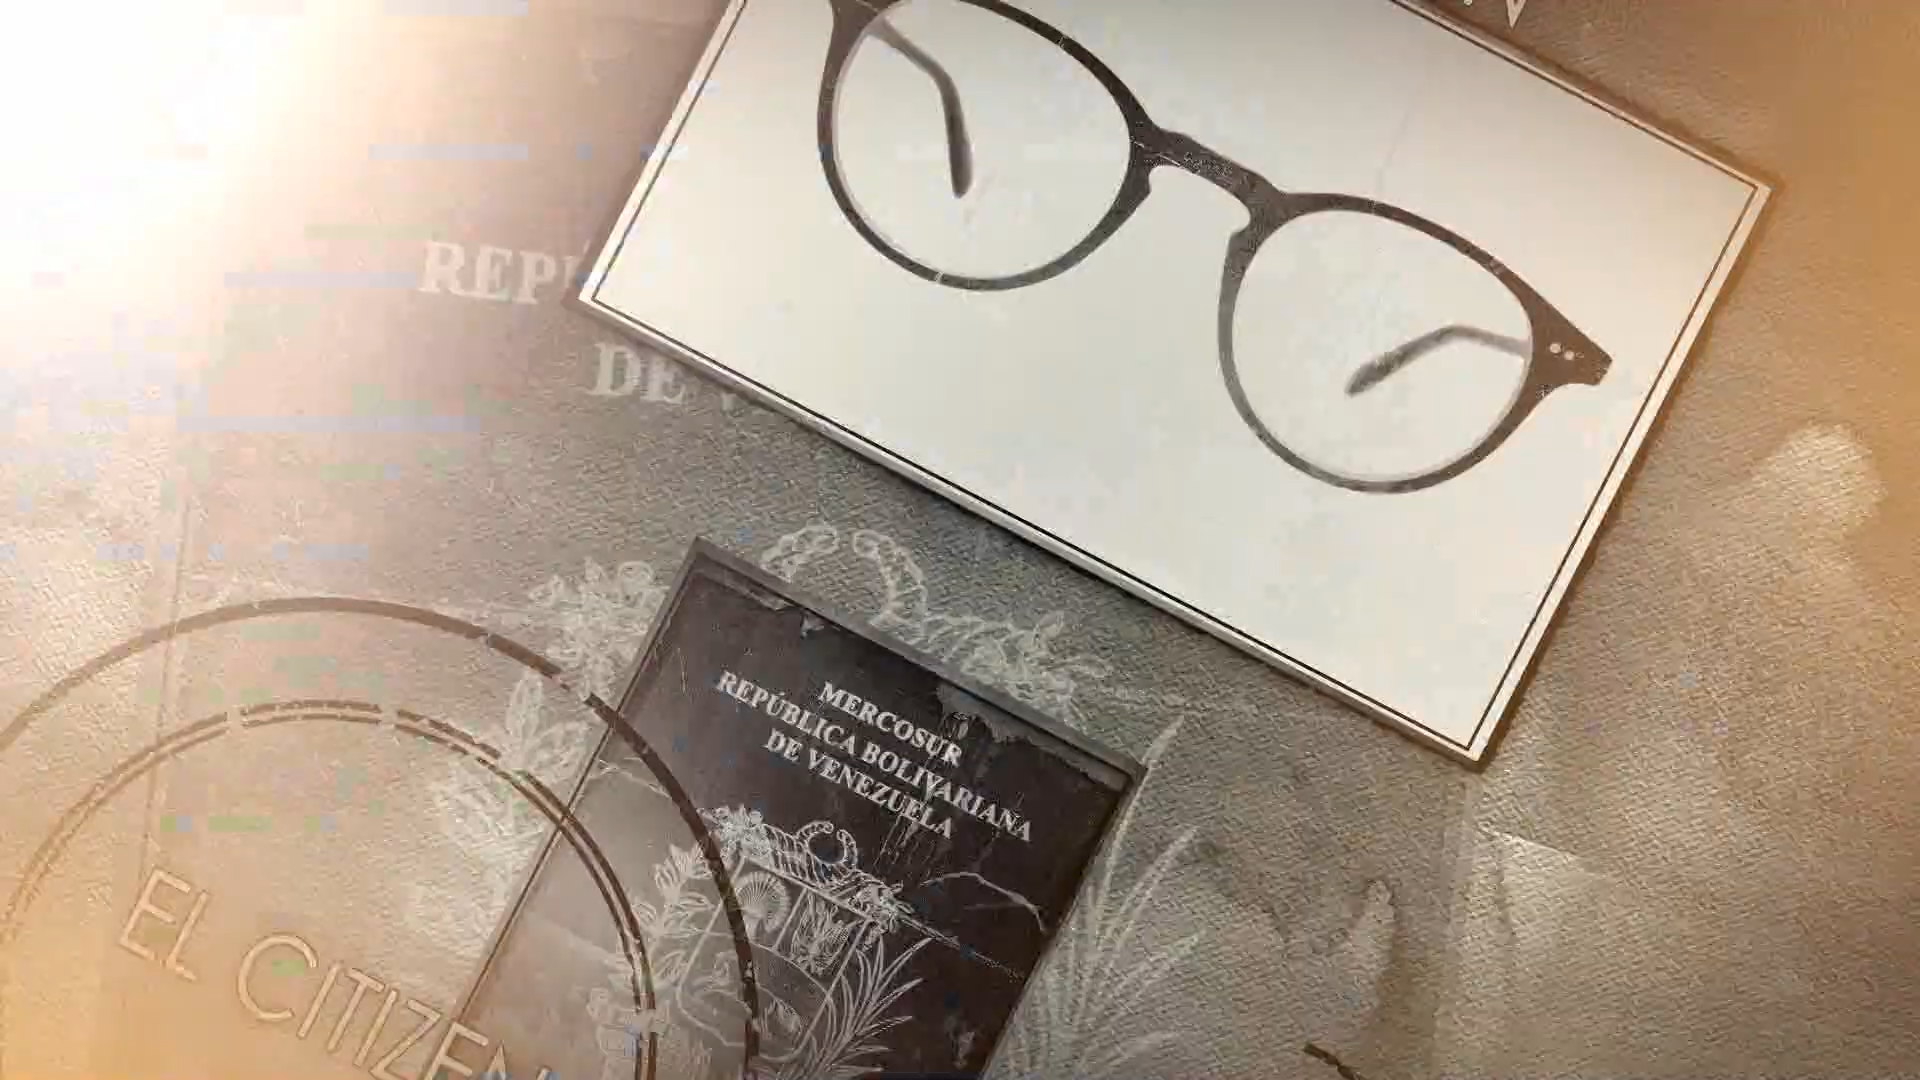 REPÚ
DE
MERCOSUR
REPÚBLICA BOLIVARIANA
DE VENEZUELA
EL CITIZEN